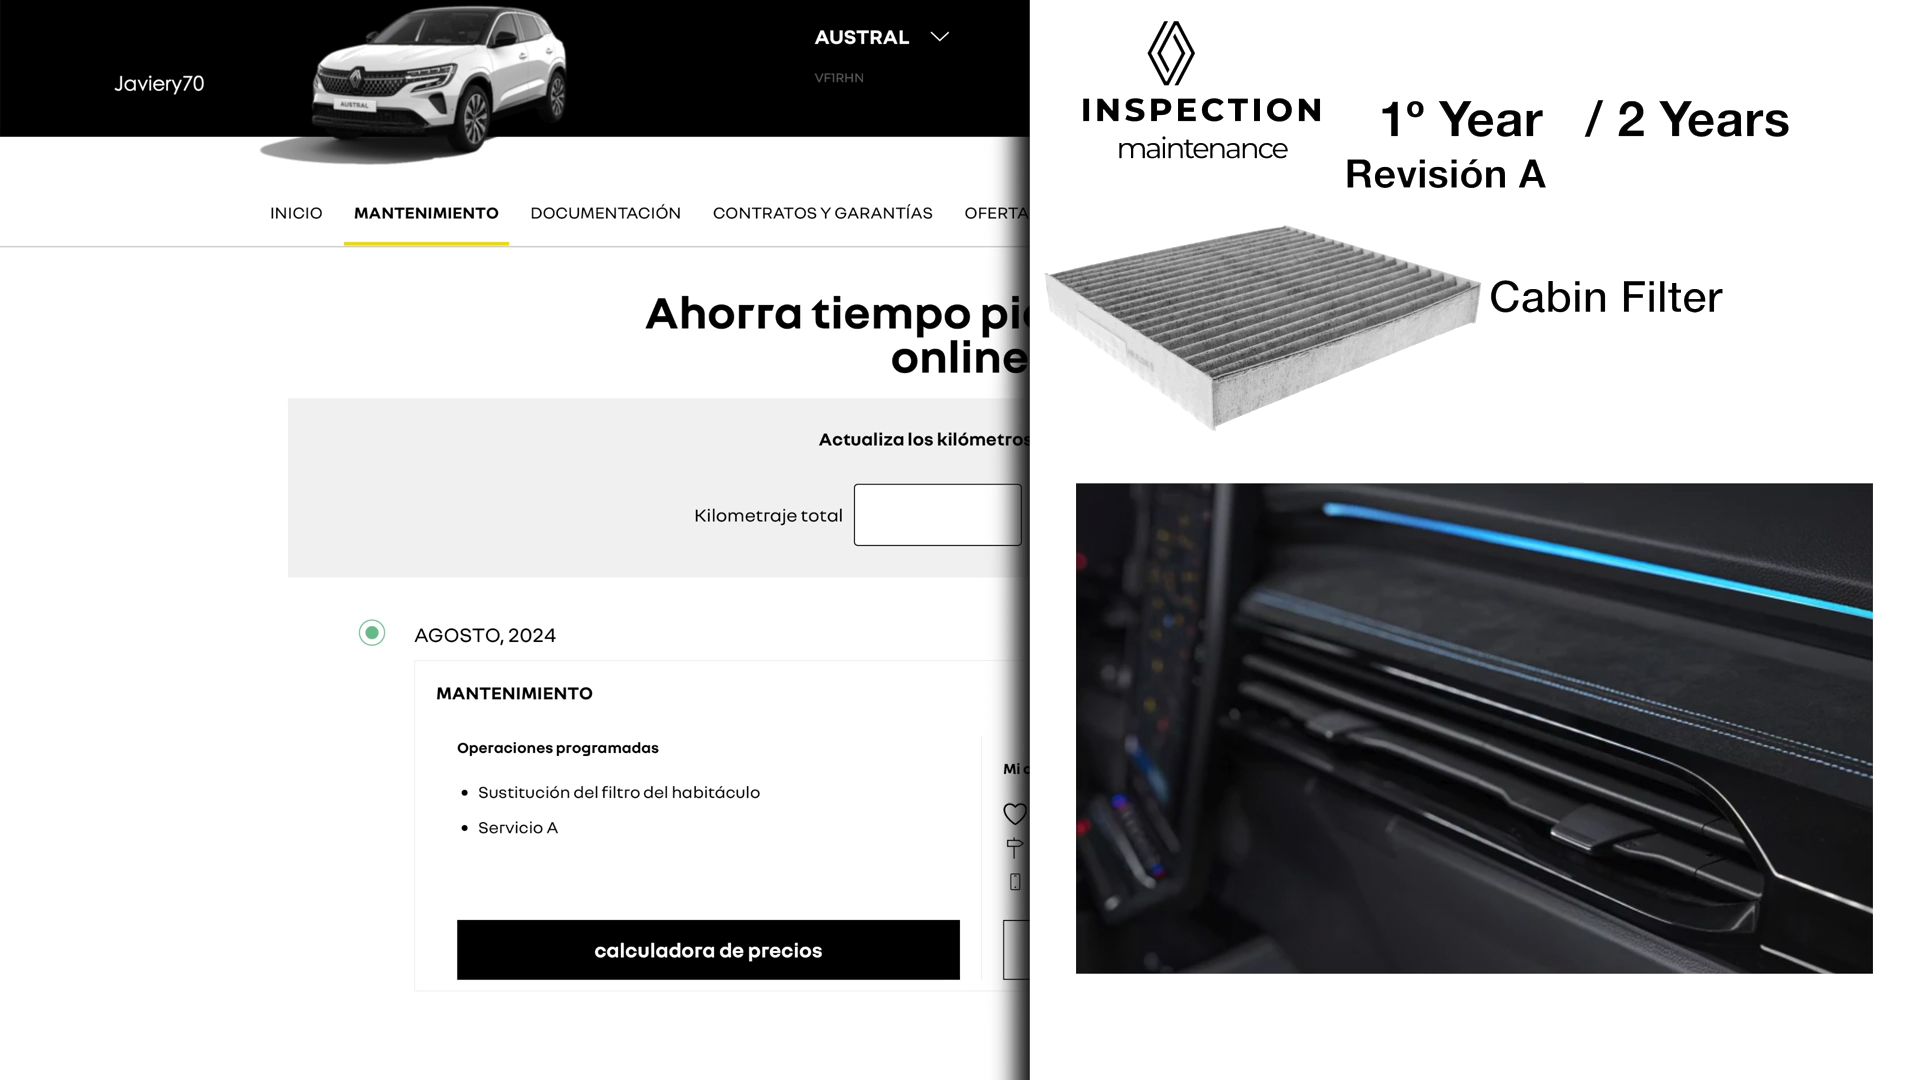 Javiery70
AUSTRAL
AUSTRAL
VF1RHN
INICIO
MANTENIMIENTO
DOCUMENTACIÓN
CONTRATOS Y GARANTÍAS
OFERTA
Ahorra tiempo pi
online
Actualiza los kilómetros
Kilometraje total
AGOSTO, 2024
MANTENIMIENTO
Operaciones programadas
• Sustitución del filtro del habitáculo
• Servicio A
Mi
calculadora de precios
INSPECTION
maintenance
1º Year / 2 Years
Revisión A
Cabin Filter